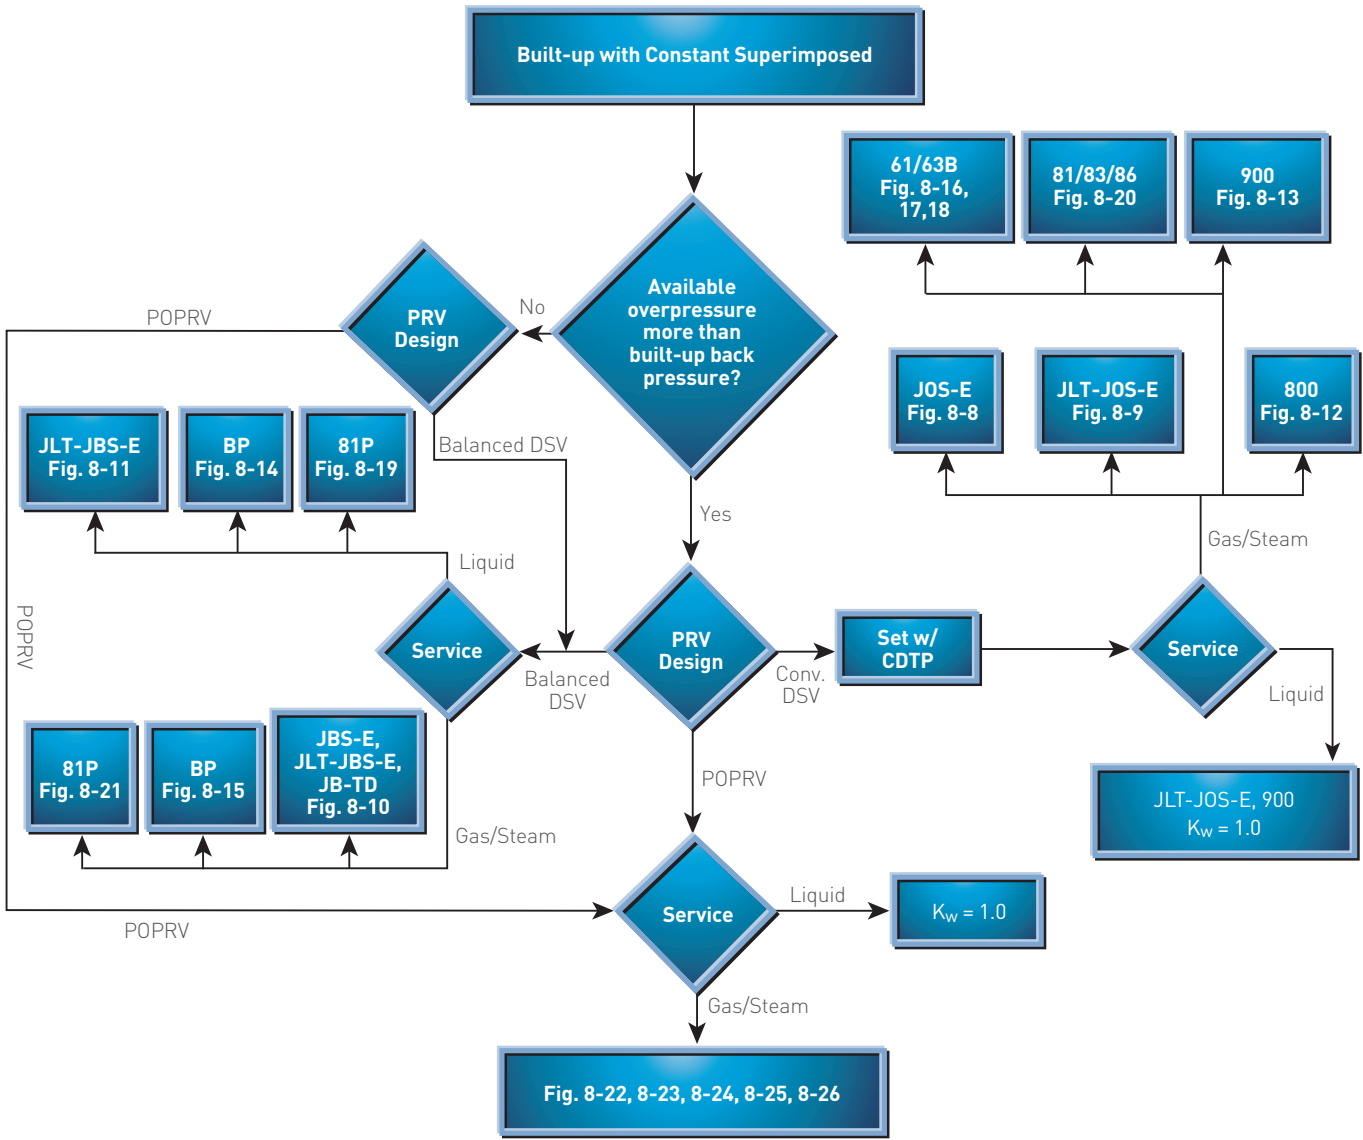 Built-up with Constant Superimposed
61/63B
Fig. 8-16,
17,18
81/83/86
Fig. 8-20
900
Fig. 8-13
Available
overpressure
more than
built-up back
pressure?
No
PRV
Design
POPRV
JOS-E
Fig. 8-8
JLT-JOS-E
Fig. 8-9
800
Fig. 8-12
JLT-JBS-E
Fig. 8-11
BP
Fig. 8-14
81P
Fig. 8-19
Balanced DSV
Yes
Gas/Steam
Liquid
POPRV
Service
Balanced
DSV
PRV
Design
Conv.
DSV
Set w/
CDTP
Service
Liquid
81P
Fig. 8-21
BP
Fig. 8-15
JBS-E,
JLT-JBS-E,
JB-TD
Fig. 8-10
Gas/Steam
POPRV
JLT-JOS-E, 900
KW = 1.0
Service
Liquid
KW = 1.0
POPRV
Gas/Steam
Fig. 8-22, 8-23, 8-24, 8-25, 8-26